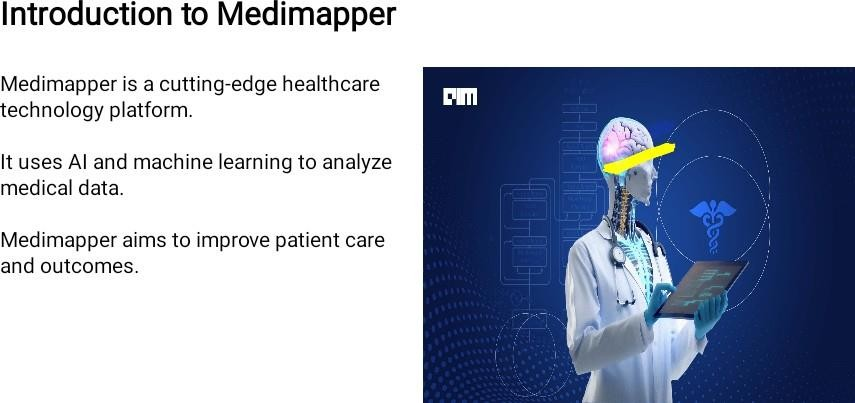 Introduction to Medimapper
Medimapper is a cutting-edge healthcare
technology platform.
It uses AI and machine learning to analyze
medical data.
Medimapper aims to improve patient care
and outcomes.
AIM